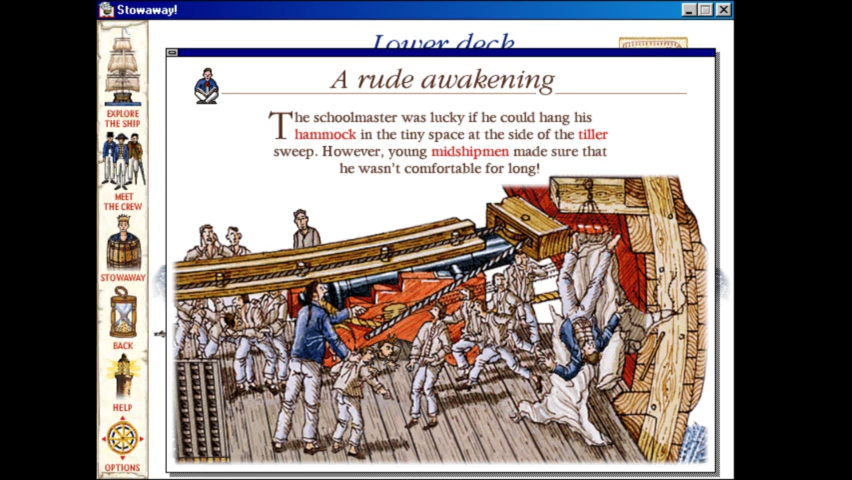 Stowaway!
Lower deck
A rude awakening
The schoolmaster was lucky if he could hang his
hammock in the tiny space at the side of the tiller
sweep. However, young midshipmen made sure that
he wasn't comfortable for long!
EXPLORE
THE SHIP
MEET
THE CREW
STOWAWAY
BACK
HELP
OPTIONS